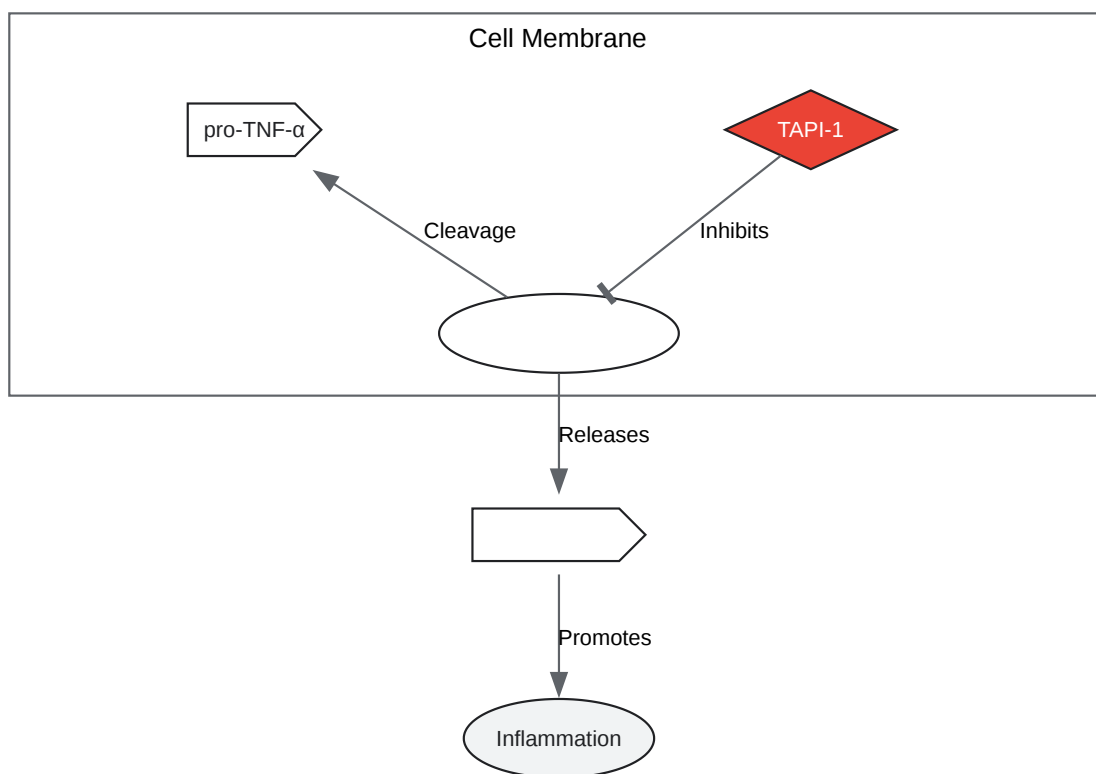 Cell Membrane
pro-TNF-α
TAPI-1
Cleavage
Inhibits
Releases
Promotes
Inflammation